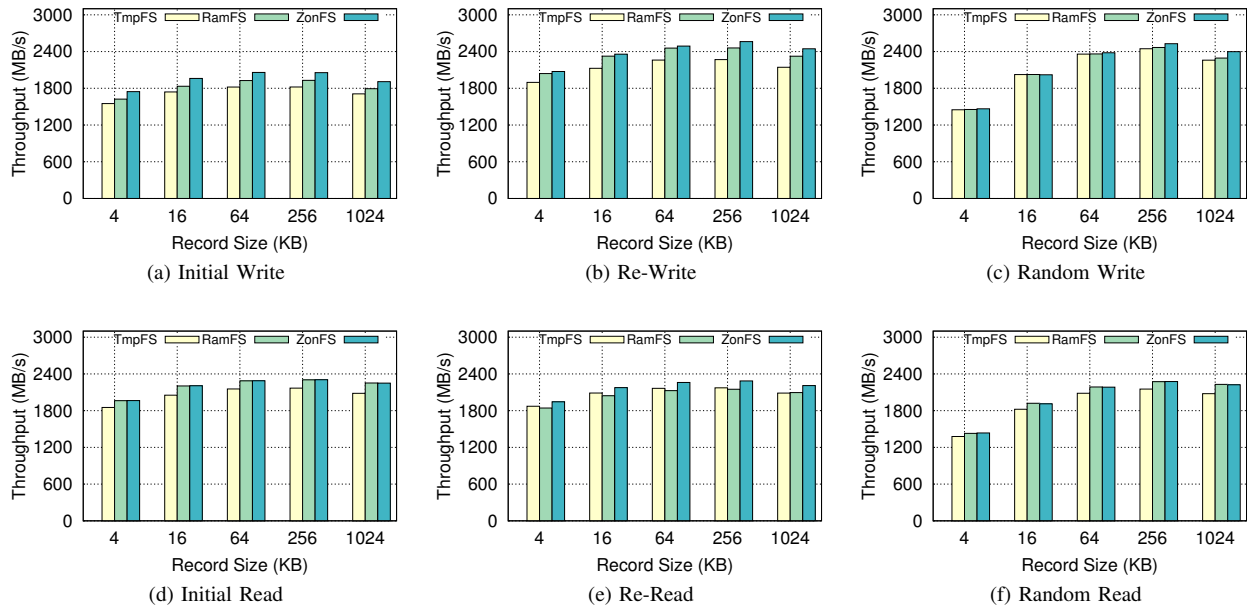 Throughput (MB/s)
3000
2400
1800
1200
600
0
TmpFS RamFS ZonFS
4 16 64 256 1024
Record Size (KB)
(a) Initial Write
Throughput (MB/s)
3000
2400
1800
1200
600
0
TmpFS RamFS ZonFS
4 16 64 256 1024
Record Size (KB)
(b) Re-Write
Throughput (MB/s)
3000
2400
1800
1200
600
0
TmpFS RamFS ZonFS
4 16 64 256 1024
Record Size (KB)
(c) Random Write
Throughput (MB/s)
3000
2400
1800
1200
600
0
TmpFS RamFS ZonFS
4 16 64 256 1024
Record Size (KB)
(d) Initial Read
Throughput (MB/s)
3000
2400
1800
1200
600
0
TmpFS RamFS ZonFS
4 16 64 256 1024
Record Size (KB)
(e) Re-Read
Throughput (MB/s)
3000
2400
1800
1200
600
0
TmpFS RamFS ZonFS
4 16 64 256 1024
Record Size (KB)
(f) Random Read